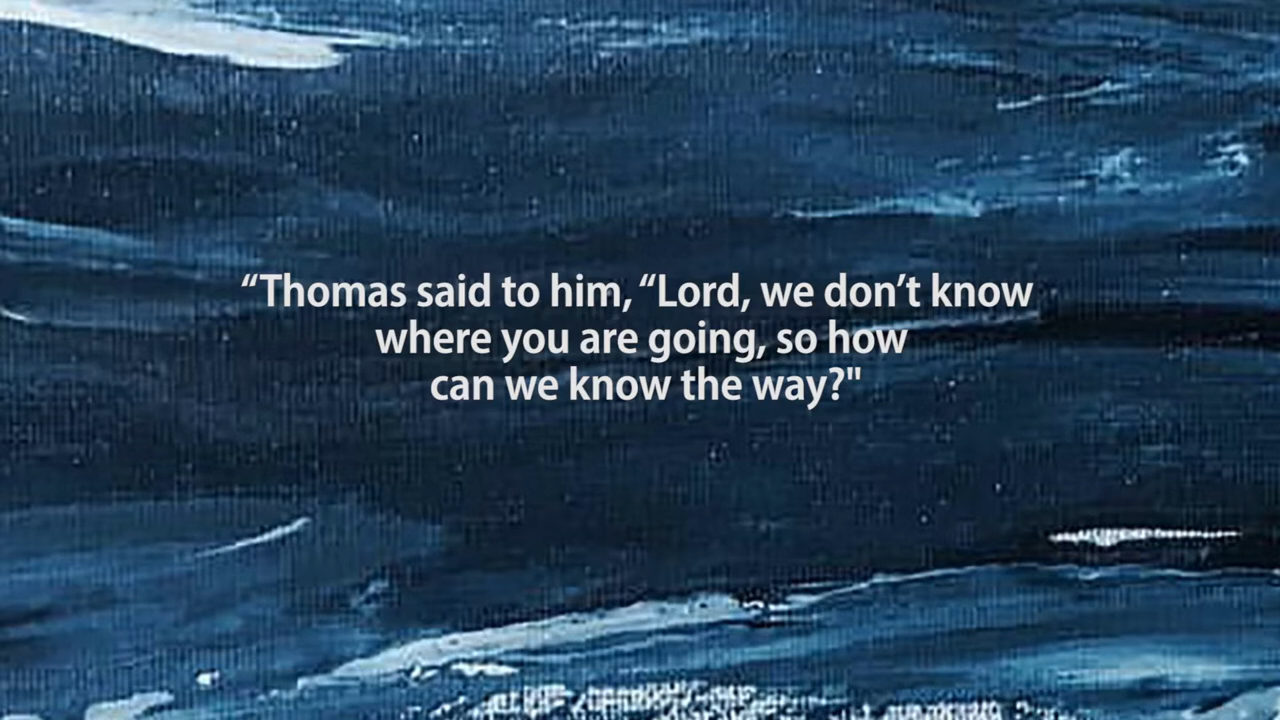 “Thomas said to him, “Lord, we don’t know
where you are going, so how
can we know the way?"